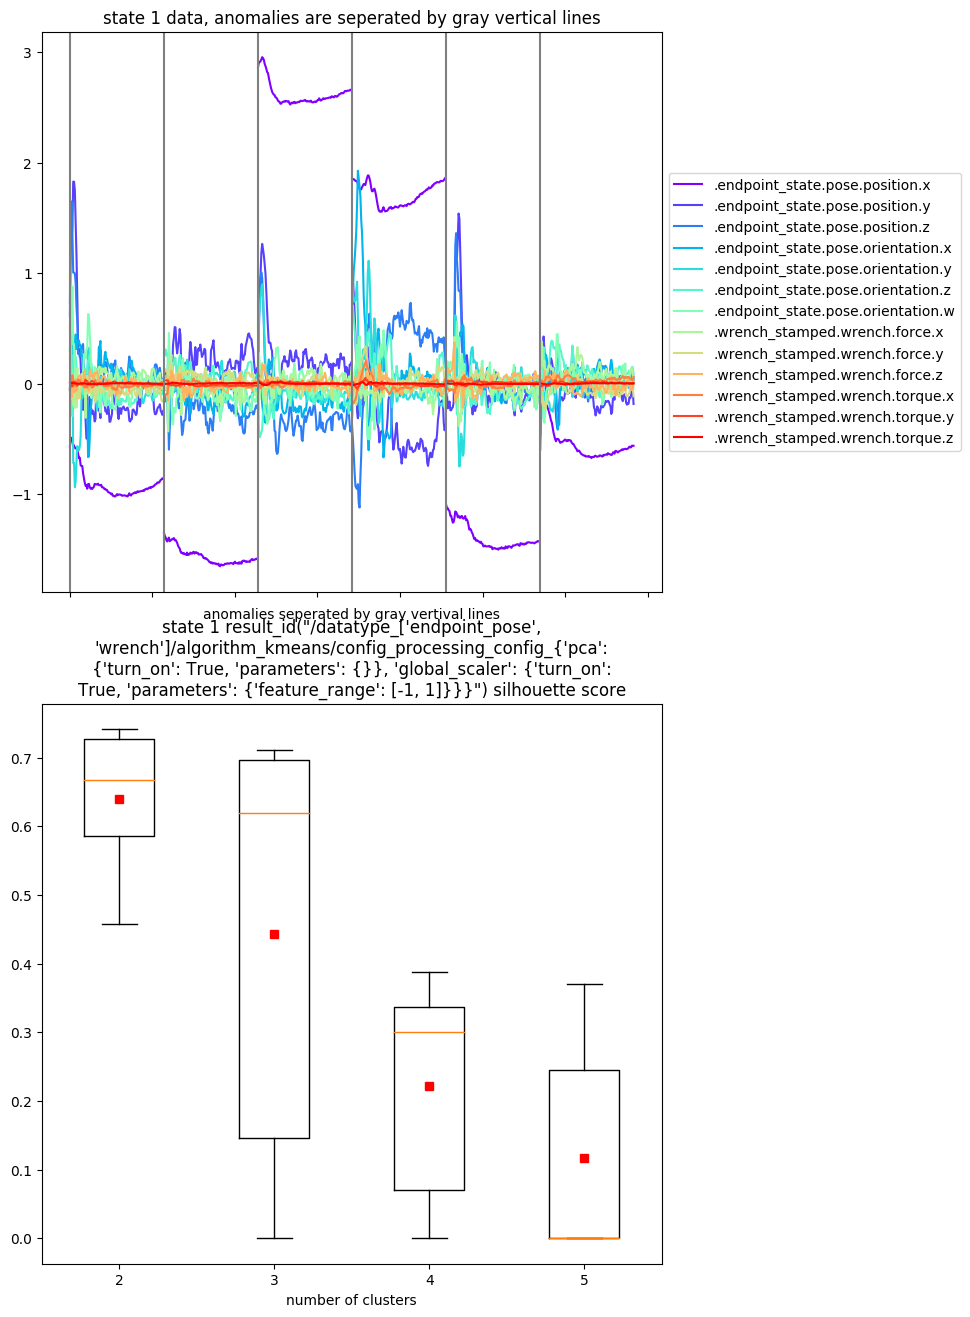 state 1 data, anomalies are seperated by gray vertical lines
3
2
1
0
−1
.endpoint_state.pose.position.x
.endpoint_state.pose.position.y
.endpoint_state.pose.position.z
.endpoint_state.pose.orientation.x
.endpoint_state.pose.orientation.y
.endpoint_state.pose.orientation.z
.endpoint_state.pose.orientation.w
.wrench_stamped.wrench.force.x
.wrench_stamped.wrench.force.y
.wrench_stamped.wrench.force.z
.wrench_stamped.wrench.torque.x
.wrench_stamped.wrench.torque.y
.wrench_stamped.wrench.torque.z
anomalies seperated by gray vertival lines
state 1 result_id("/datatype_['endpoint_pose',
'wrench']/algorithm_kmeans/config_processing_config_{'pca':
{'turn_on': True, 'parameters': {}}, 'global_scaler': {'turn_on':
True, 'parameters': {'feature_range': [-1, 1]}}}") silhouette score
0.7
0.6
0.5
0.4
0.3
0.2
0.1
0.0
2 3 4 5
number of clusters